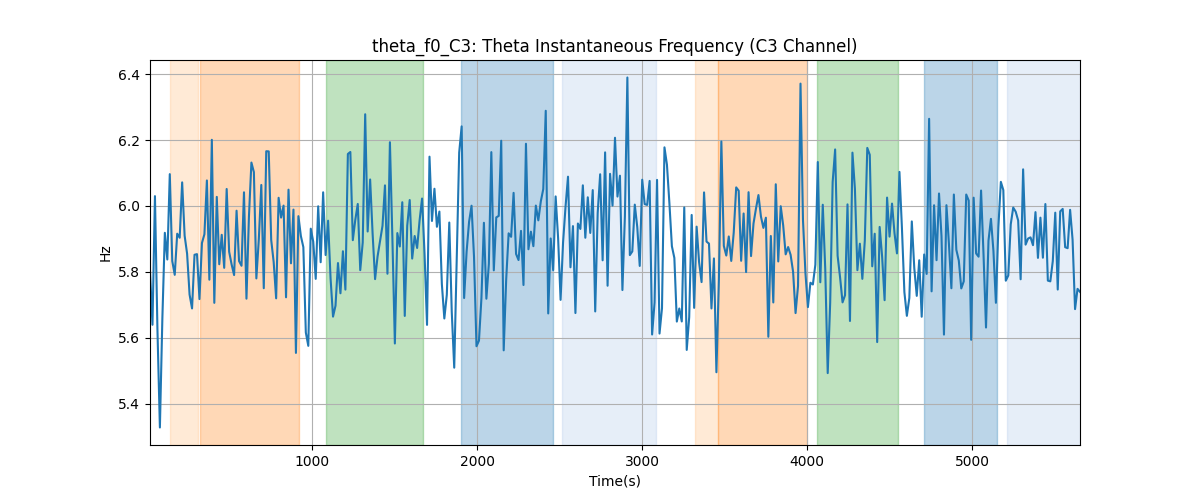 theta_f0_C3: Theta Instantaneous Frequency (C3 Channel)
6.4
6.2
6.0
5.8
5.6
5.4
Hz
1000 2000 3000 4000 5000
Time(s)